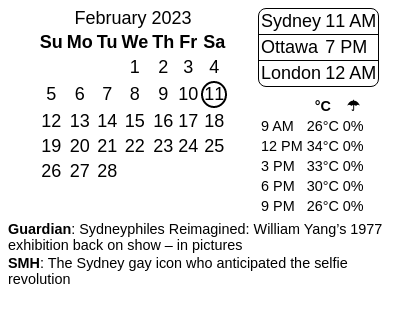 February 2023
Su Mo Tu We Th Fr Sa
1 2 3 4
5 6 7 8 9 10 11
12 13 14 15 16 17 18
19 20 21 22 23 24 25
26 27 28
Sydney 11 AM
Ottawa 7 PM
London 12 AM
°C ☂
9 AM 26°C 0%
12 PM 34°C 0%
3 PM 33°C 0%
6 PM 30°C 0%
9 PM 26°C 0%
Guardian: Sydneyphiles Reimagined: William Yang’s 1977
exhibition back on show – in pictures
SMH: The Sydney gay icon who anticipated the selfie
revolution